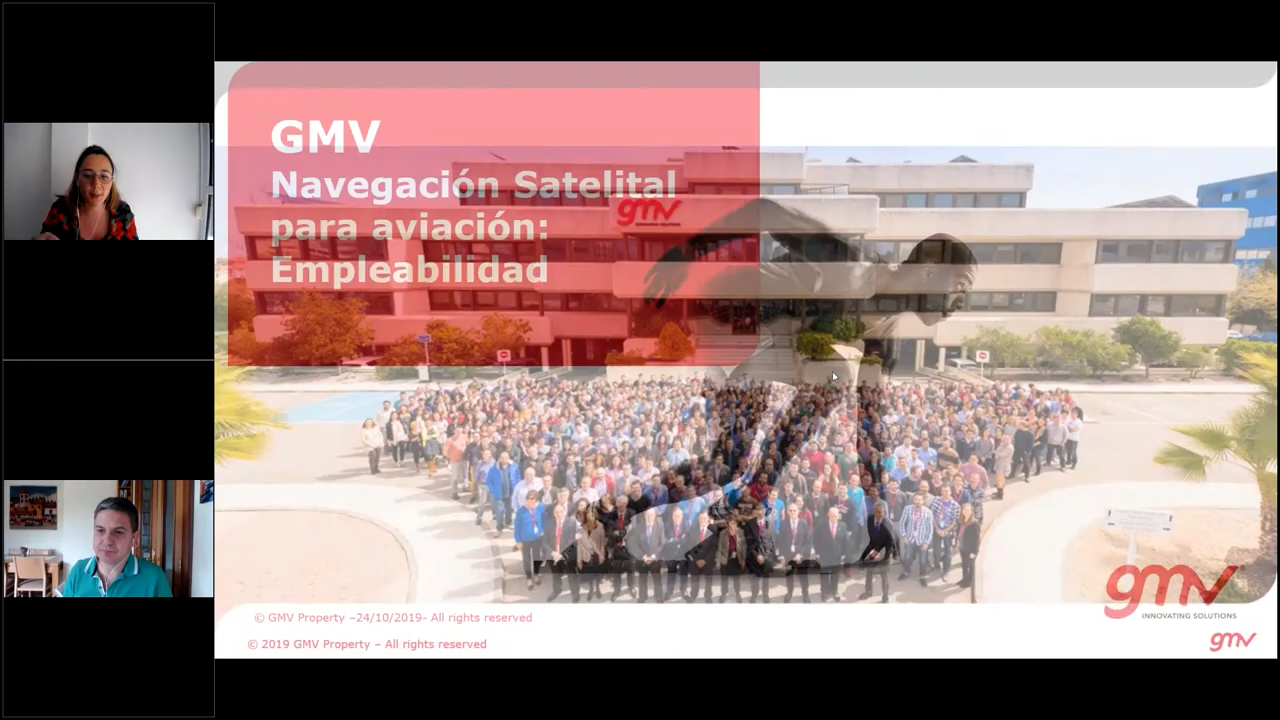 GMV
Navegación Satelital
para aviación:
Empleabilidad
gmv
© GMV Property –24/10/2019- All rights reserved
© 2019 GMV Property – All rights reserved
gmv
INNOVATING SOLUTIONS
gmv